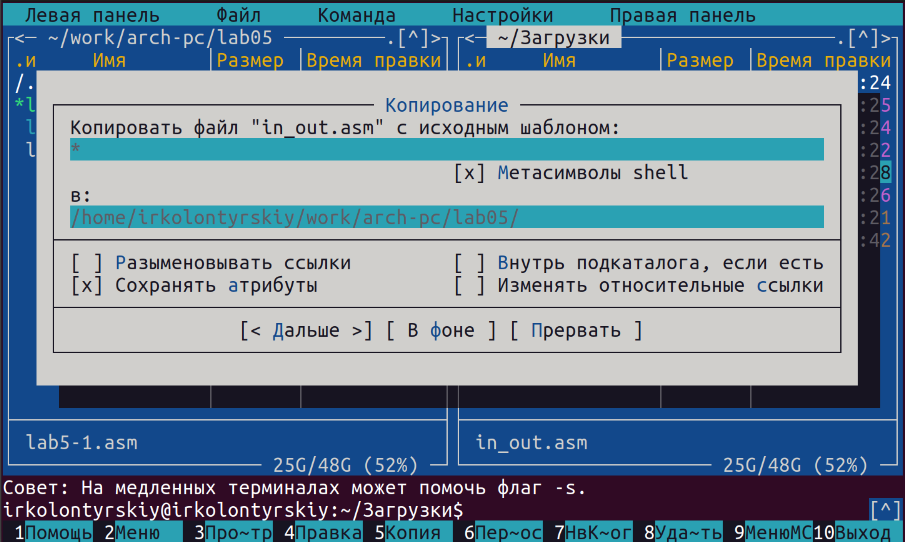 Левая панель Файл Команда Настройки Правая панель
<─ ~/work/arch-pc/lab05 .[^]> <─ ~/Загрузки .[^]>
.и Имя Размер Время правки .и Имя Размер Время правки
/. :24
*l :25
l :24
l :22
:28
:26
:21
:42
Копирование
Копировать файл "in_out.asm" с исходным шаблоном:
*
[x] Метасимволы shell
в:
/home/irkolontyrskiy/work/arch-pc/lab05/
[ ] Разыменовывать ссылки [ ] Внутрь подкаталога, если есть
[x] Сохранять атрибуты [ ] Изменять относительные ссылки
[< Дальше >] [ В фоне ] [ Прервать ]
lab5-1.asm in_out.asm
25G/48G (52%) 25G/48G (52%)
Совет: На медленных терминалах может помочь флаг -s.
irkolontyrskiy@irkolontyrskiy:~/Загрузки$ [^]
1Помощь 2Меню 3Про~тр 4Правка 5Копия 6Пер~ос 7НвК~ог 8Уда~ть 9МенюMC 10Выход